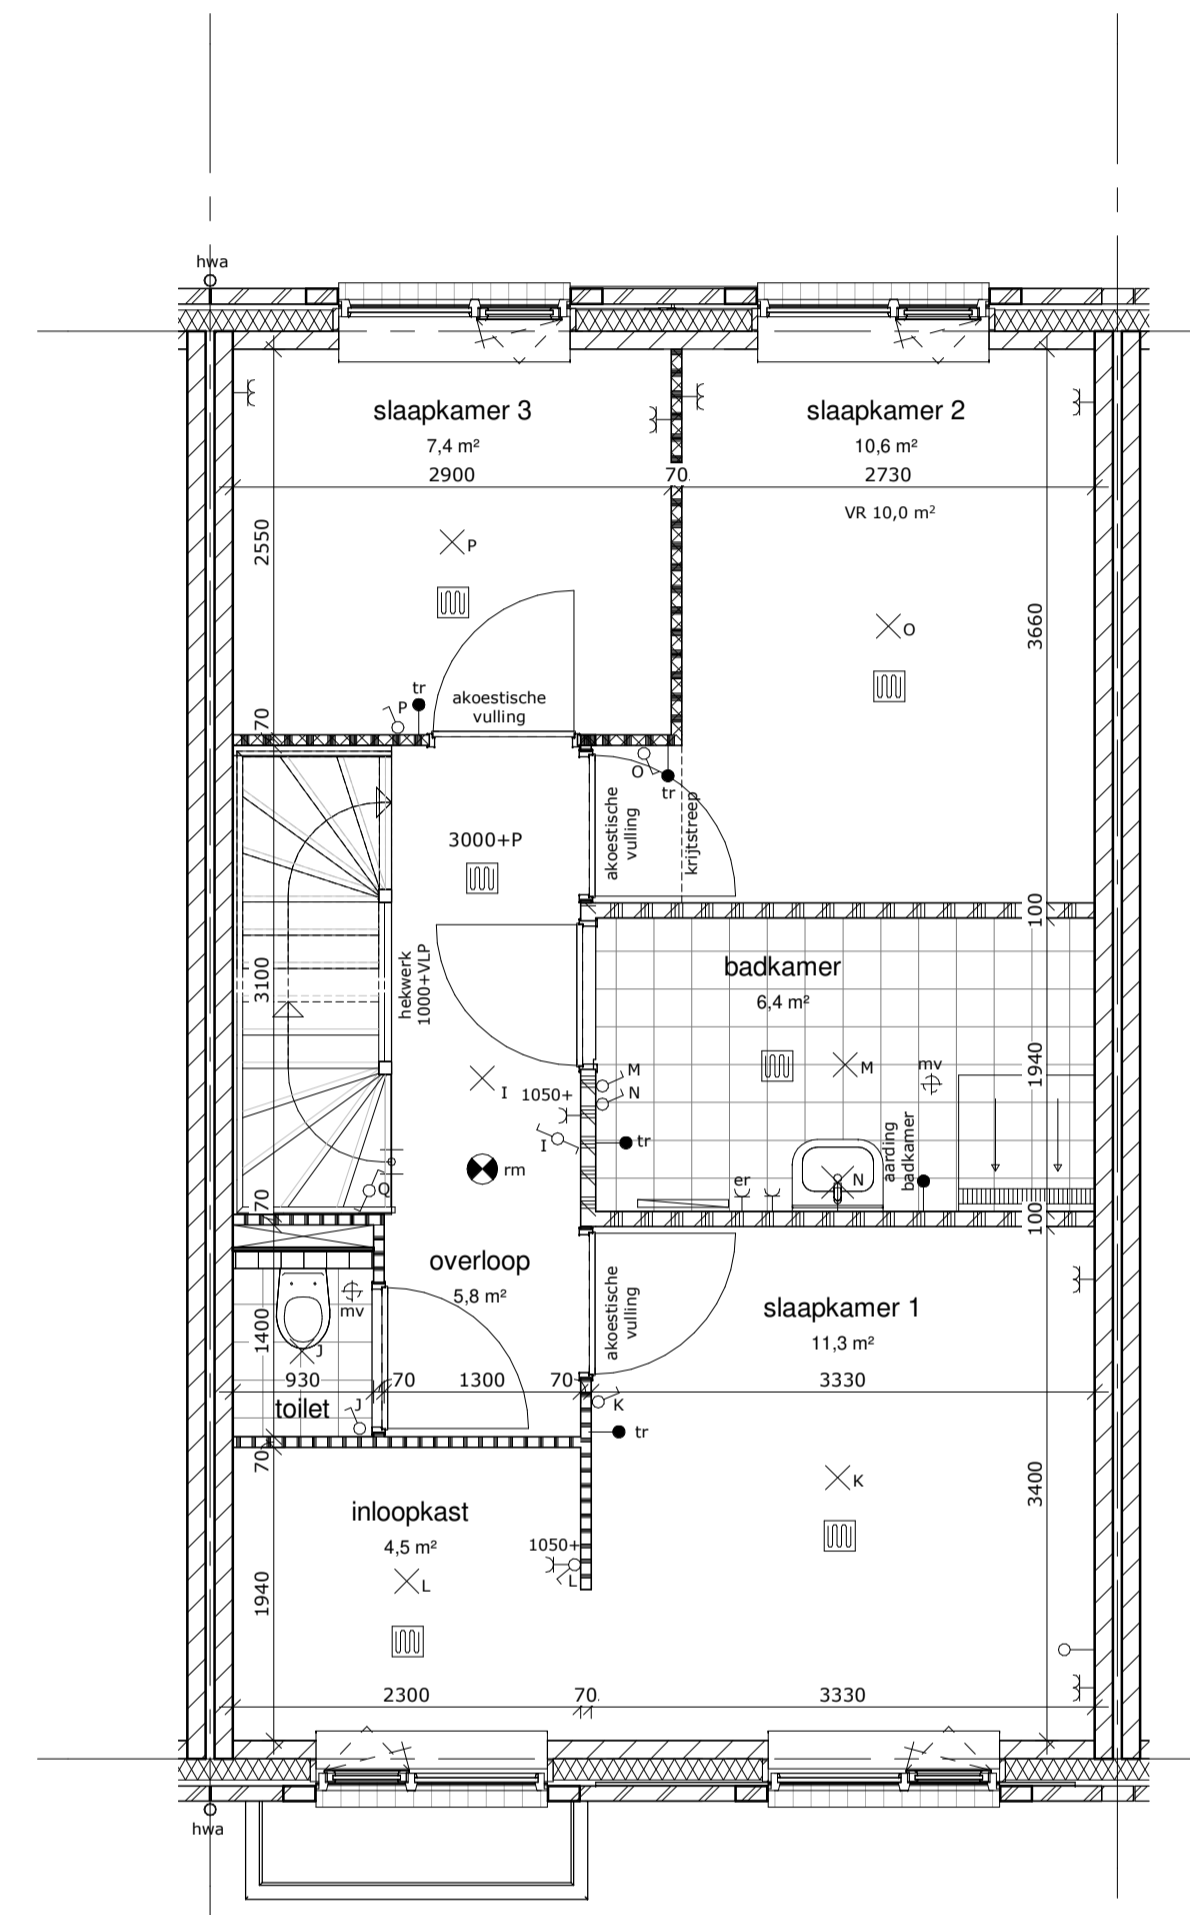 hwa
slaapkamer 3
7,4 m²
2900
70
slaapkamer 2
10,6 m²
2730
VR 10,0 m²
2550
P
O
3660
tr
P
akoestische
vulling
70
O
tr
akoestische
vulling
krijtstreep
3000+P
100
hekwerk
1000+VLP
3100
badkamer
6,4 m²
M
mv
1940
I
1050+
M
N
I
tr
rm
er
N
aarding
badkamer
Q
70
100
overloop
5,8 m²
akoestische
vulling
slaapkamer 1
11,3 m²
mv
J
1400
930
70
1300
70
3330
toilet
J
K
tr
70
K
3400
inloopkast
4,5 m²
1050+
L
L
1940
2300
70
3330
hwa